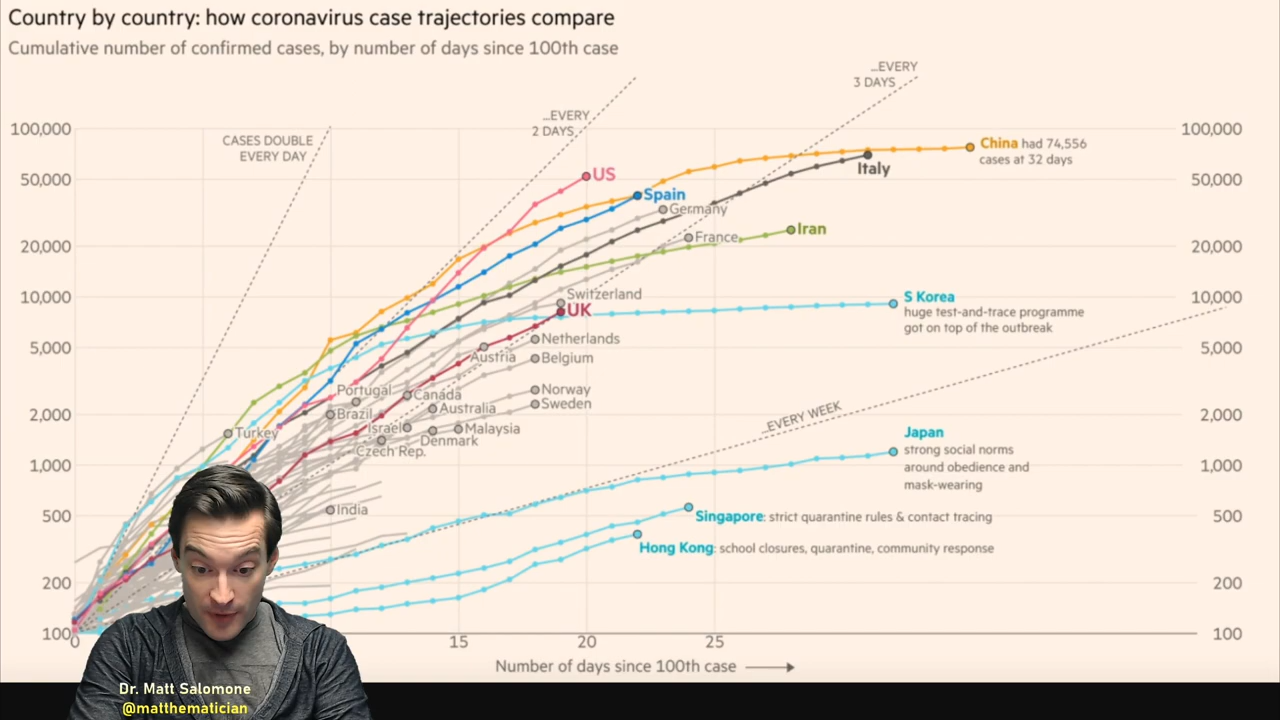 Country by country: how coronavirus case trajectories compare
Cumulative number of confirmed cases, by number of days since 100th case
...EVERY
3 DAYS
...EVERY
2 DAYS
CASES DOUBLE
EVERY DAY
100,000
100,000
China had 74,556
cases at 32 days
Italy
US
50,000
50,000
Spain
Germany
Iran
France
20,000
20,000
Switzerland
10,000
10,000
S Korea
huge test-and-trace programme
got on top of the outbreak
UK
Netherlands
5,000
5,000
Austria
Belgium
Portugal
Canada
Norway
Sweden
2,000
2,000
Brazil
Australia
EVERY WEEK
Turkey
Israel
Malaysia
Denmark
Czech Rep.
Japan
strong social norms
around obedience and
mask-wearing
1,000
1,000
India
500
500
Singapore: strict quarantine rules & contact tracing
Hong Kong: school closures, quarantine, community response
200
200
100
100
0
15
20
25
Number of days since 100th case
Dr. Matt Salomone
@matthematician